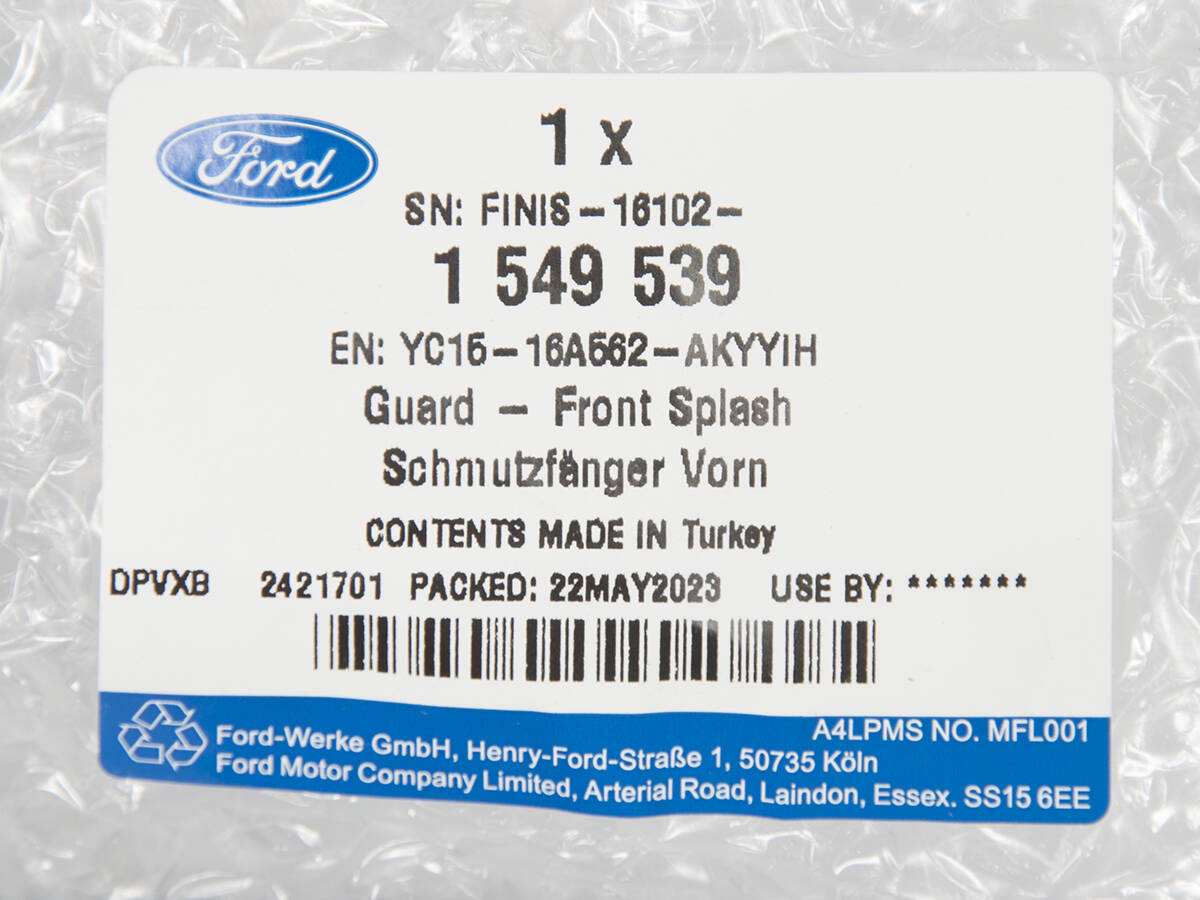 Ford
1 x
SN: FINIS-16102-
1 549 539
EN: YC15-16A562-AKYYIH
Guard - Front Splash
Schmutzfänger Vorn
CONTENTS MADE IN Turkey
DPVXB 2421701 PACKED: 22MAY2023 USE BY: *******
A4LPMS NO. MFL001
Ford-Werke GmbH, Henry-Ford-Straße 1, 50735 Köln
Ford Motor Company Limited, Arterial Road, Laindon, Essex. SS15 6EE